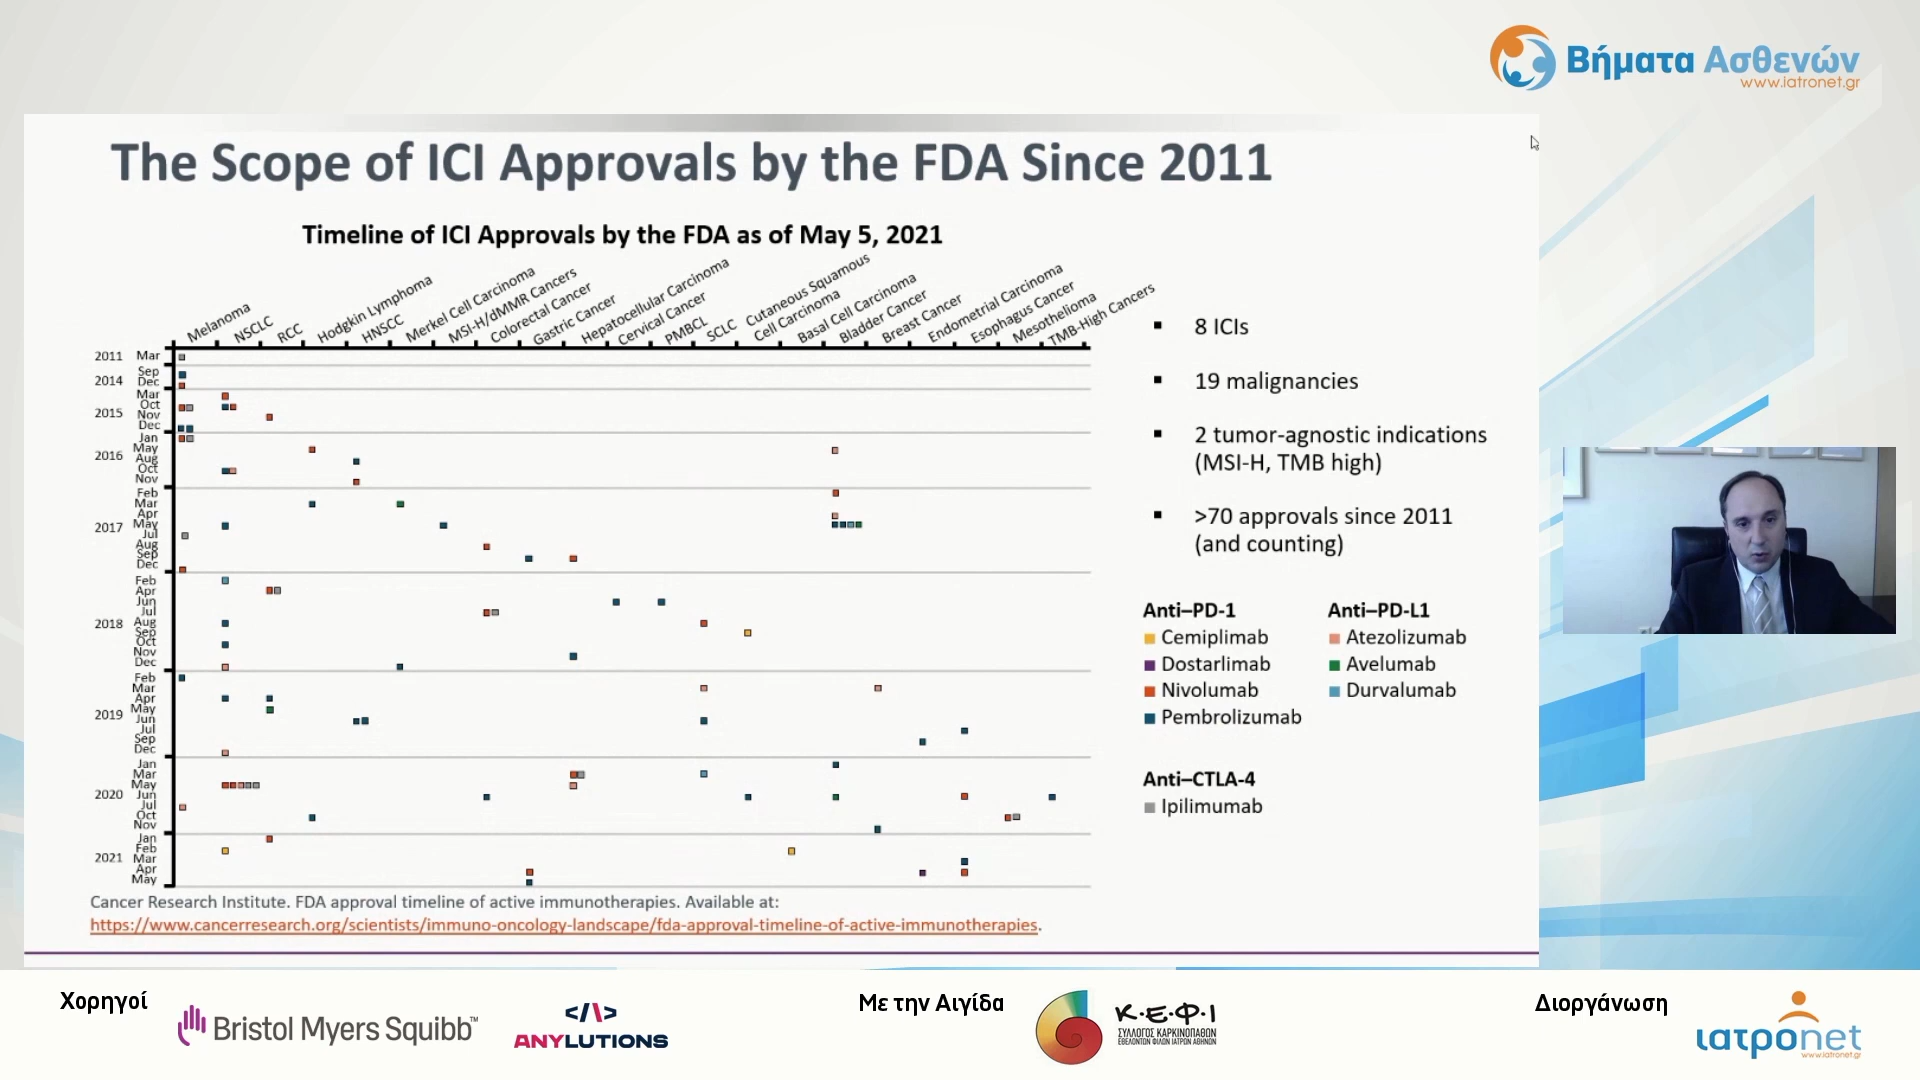 Βήματα Ασθενών
www.iatronet.gr
The Scope of ICI Approvals by the FDA Since 2011
Timeline of ICI Approvals by the FDA as of May 5, 2021
Melanoma
NSCLC
RCC
Hodgkin Lymphoma
HNSCC
Merkel Cell Carcinoma
MSI-H/dMMR Cancers
Colorectal Cancer
Gastric Cancer
Hepatocellular Carcinoma
Cervical Cancer
PMBCL
SCLC
Cutaneous Squamous
Cell Carcinoma
Basal Cell Carcinoma
Bladder Cancer
Breast Cancer
Endometrial Carcinoma
Esophagus Cancer
Mesothelioma
TMB-High Cancers
2011 Mar
Sep
2014 Dec
Mar
Oct
2015 Nov
Dec
Jan
May
2016 Aug
Oct
Nov
Feb
Mar
Apr
2017 May
Jul
Aug
Sep
Dec
Feb
Apr
Jun
Jul
2018 Aug
Sep
Oct
Nov
Dec
Feb
Mar
Apr
2019 May
Jun
Jul
Sep
Dec
Jan
Mar
May
2020 Jun
Jul
Oct
Nov
Jan
Feb
2021 Mar
Apr
May
▪ 8 ICIs
▪ 19 malignancies
▪ 2 tumor-agnostic indications
(MSI-H, TMB high)
▪ >70 approvals since 2011
(and counting)
Anti–PD-1
Cemiplimab
Dostarlimab
Nivolumab
Pembrolizumab
Anti–PD-L1
Atezolizumab
Avelumab
Durvalumab
Anti–CTLA-4
Ipilimumab
Cancer Research Institute. FDA approval timeline of active immunotherapies. Available at:
https://www.cancerresearch.org/scientists/immuno-oncology-landscape/fda-approval-timeline-of-active-immunotherapies.
Χορηγοί
Bristol Myers Squibb™
</\>
ANYLUTIONS
Με την Αιγίδα
Κ.Ε.Φ.Ι
ΣΥΛΛΟΓΟΣ ΚΑΡΚΙΝΟΠΑΘΩΝ
ΕΘΕΛΟΝΤΩΝ ΦΙΛΩΝ ΙΑΤΡΩΝ ΑΘΗΝΩΝ
Διοργάνωση
ιατροnet
www.iatronet.gr